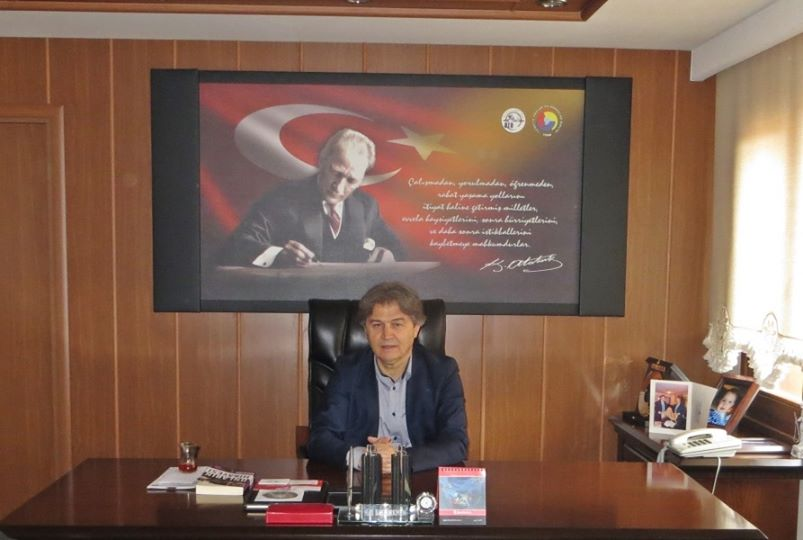 Çalışmadan, yorulmadan, öğrenmeden,
rahat yaşama yollarını
itiyat haline getirmiş milletler,
evvela haysiyetlerini, sonra hürriyetlerini,
ve daha sonra istikballerini
kaybetmeye mahkumdurlar.
K. Atatürk